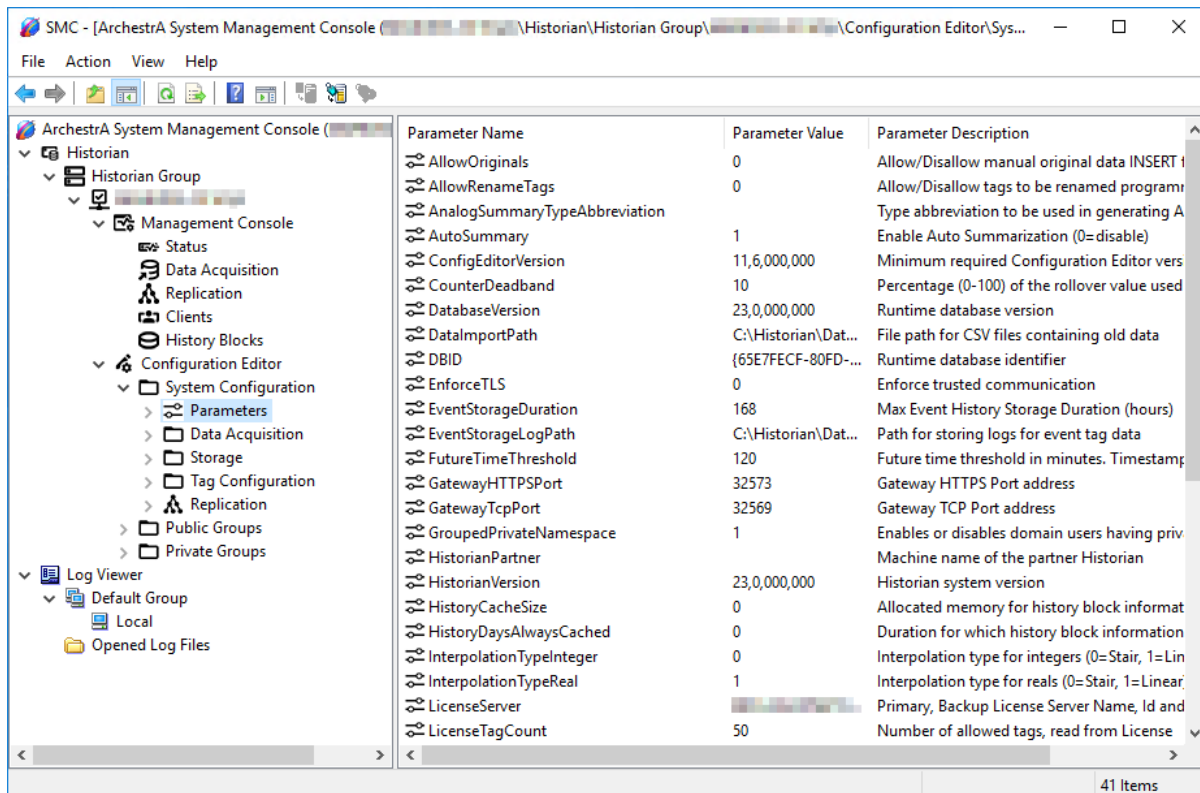 SMC - [ArchestrA System Management Console (\Historian\Historian Group\\Configuration Editor\Sys...
File Action View Help
ArchestrA System Management Console (
Historian
Historian Group
Management Console
Status
Data Acquisition
Replication
Clients
History Blocks
Configuration Editor
System Configuration
Parameters
Data Acquisition
Storage
Tag Configuration
Replication
Public Groups
Private Groups
Log Viewer
Default Group
Local
Opened Log Files
Parameter Name Parameter Value Parameter Description
AllowOriginals 0 Allow/Disallow manual original data INSERT f
AllowRenameTags 0 Allow/Disallow tags to be renamed programm
AnalogSummaryTypeAbbreviation Type abbreviation to be used in generating A
AutoSummary 1 Enable Auto Summarization (0=disable)
ConfigEditorVersion 11,6,000,000 Minimum required Configuration Editor vers
CounterDeadband 10 Percentage (0-100) of the rollover value used
DatabaseVersion 23,0,000,000 Runtime database version
DataImportPath C:\Historian\Dat... File path for CSV files containing old data
DBID {65E7FECF-80FD-... Runtime database identifier
EnforceTLS 0 Enforce trusted communication
EventStorageDuration 168 Max Event History Storage Duration (hours)
EventStorageLogPath C:\Historian\Dat... Path for storing logs for event tag data
FutureTimeThreshold 120 Future time threshold in minutes. Timestamp
GatewayHTTPSPort 32573 Gateway HTTPS Port address
GatewayTcpPort 32569 Gateway TCP Port address
GroupedPrivateNamespace 1 Enables or disables domain users having priv
HistorianPartner Machine name of the partner Historian
HistorianVersion 23,0,000,000 Historian system version
HistoryCacheSize 0 Allocated memory for history block informat
HistoryDaysAlwaysCached 0 Duration for which history block information
InterpolationTypeInteger 0 Interpolation type for integers (0=Stair, 1=Lin
InterpolationTypeReal 1 Interpolation type for reals (0=Stair, 1=Linear
LicenseServer Primary, Backup License Server Name, Id and
LicenseTagCount 50 Number of allowed tags, read from License
41 Items